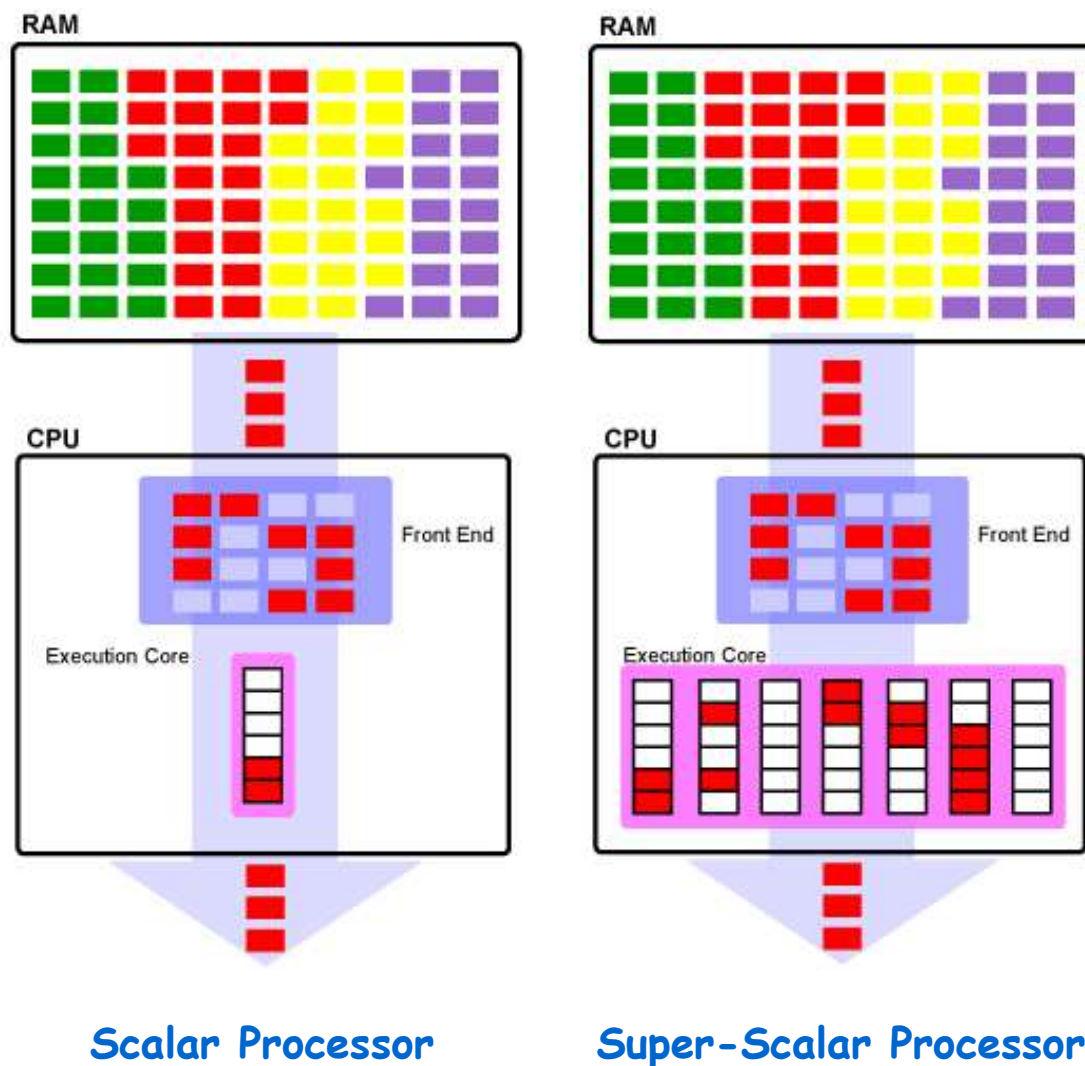 RAM
RAM
CPU
CPU
Front End
Front End
Execution Core
Execution Core
Scalar Processor
Super-Scalar Processor